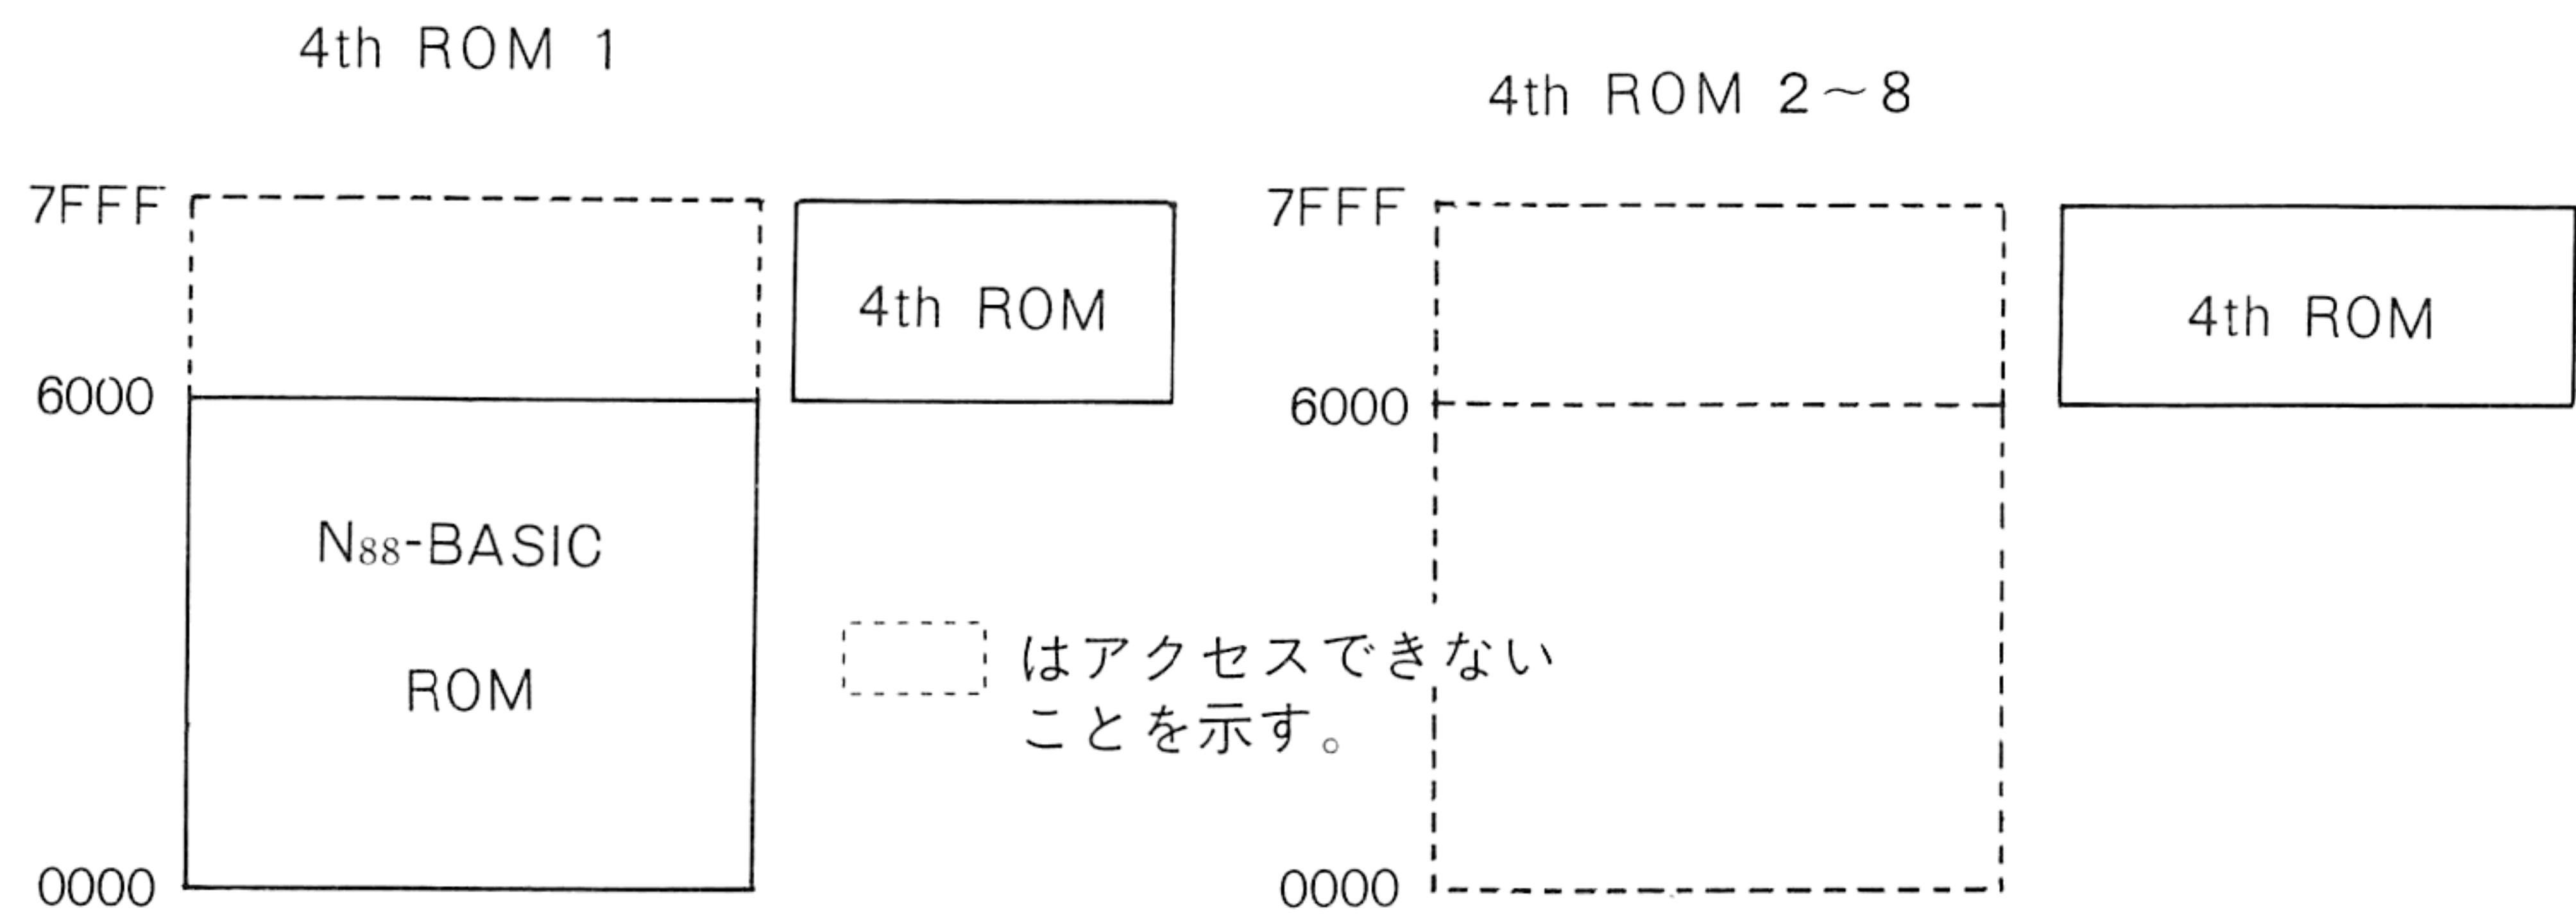 4th ROM 1
7FFF
4th ROM
6000
N88-BASIC
ROM
0000
はアクセスできない
ことを示す。
4th ROM 2~8
7FFF
4th ROM
6000
0000